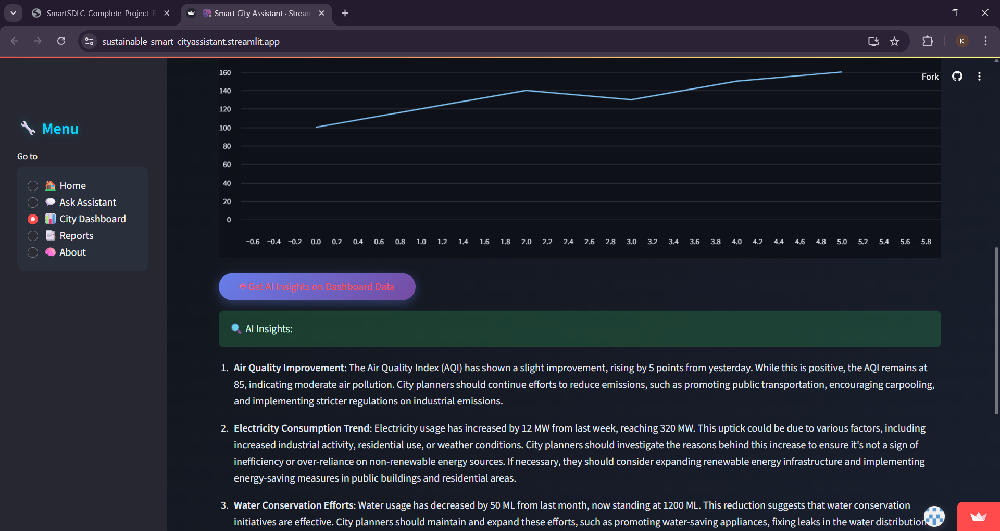 SmartSDLC_Complete_Project_R
Smart City Assistant · Stream
sustainable-smart-cityassistant.streamlit.app
K
Fork
Menu
Go to
Home
Ask Assistant
City Dashboard
Reports
About
160
140
120
100
80
60
40
20
0
−0.6 −0.4 −0.2 0.0 0.2 0.4 0.6 0.8 1.0 1.2 1.4 1.6 1.8 2.0 2.2 2.4 2.6 2.8 3.0 3.2 3.4 3.6 3.8 4.0 4.2 4.4 4.6 4.8 5.0 5.2 5.4 5.6 5.8
Get AI Insights on Dashboard Data
AI Insights:
1. Air Quality Improvement: The Air Quality Index (AQI) has shown a slight improvement, rising by 5 points from yesterday. While this is positive, the AQI remains at
85, indicating moderate air pollution. City planners should continue efforts to reduce emissions, such as promoting public transportation, encouraging carpooling,
and implementing stricter regulations on industrial emissions.
2. Electricity Consumption Trend: Electricity usage has increased by 12 MW from last week, reaching 320 MW. This uptick could be due to various factors, including
increased industrial activity, residential use, or weather conditions. City planners should investigate the reasons behind this increase to ensure it's not a sign of
inefficiency or over-reliance on non-renewable energy sources. If necessary, they should consider expanding renewable energy infrastructure and implementing
energy-saving measures in public buildings and residential areas.
3. Water Conservation Efforts: Water usage has decreased by 50 ML from last month, now standing at 1200 ML. This reduction suggests that water conservation
initiatives are effective. City planners should maintain and expand these efforts, such as promoting water-saving appliances, fixing leaks in the water distribution